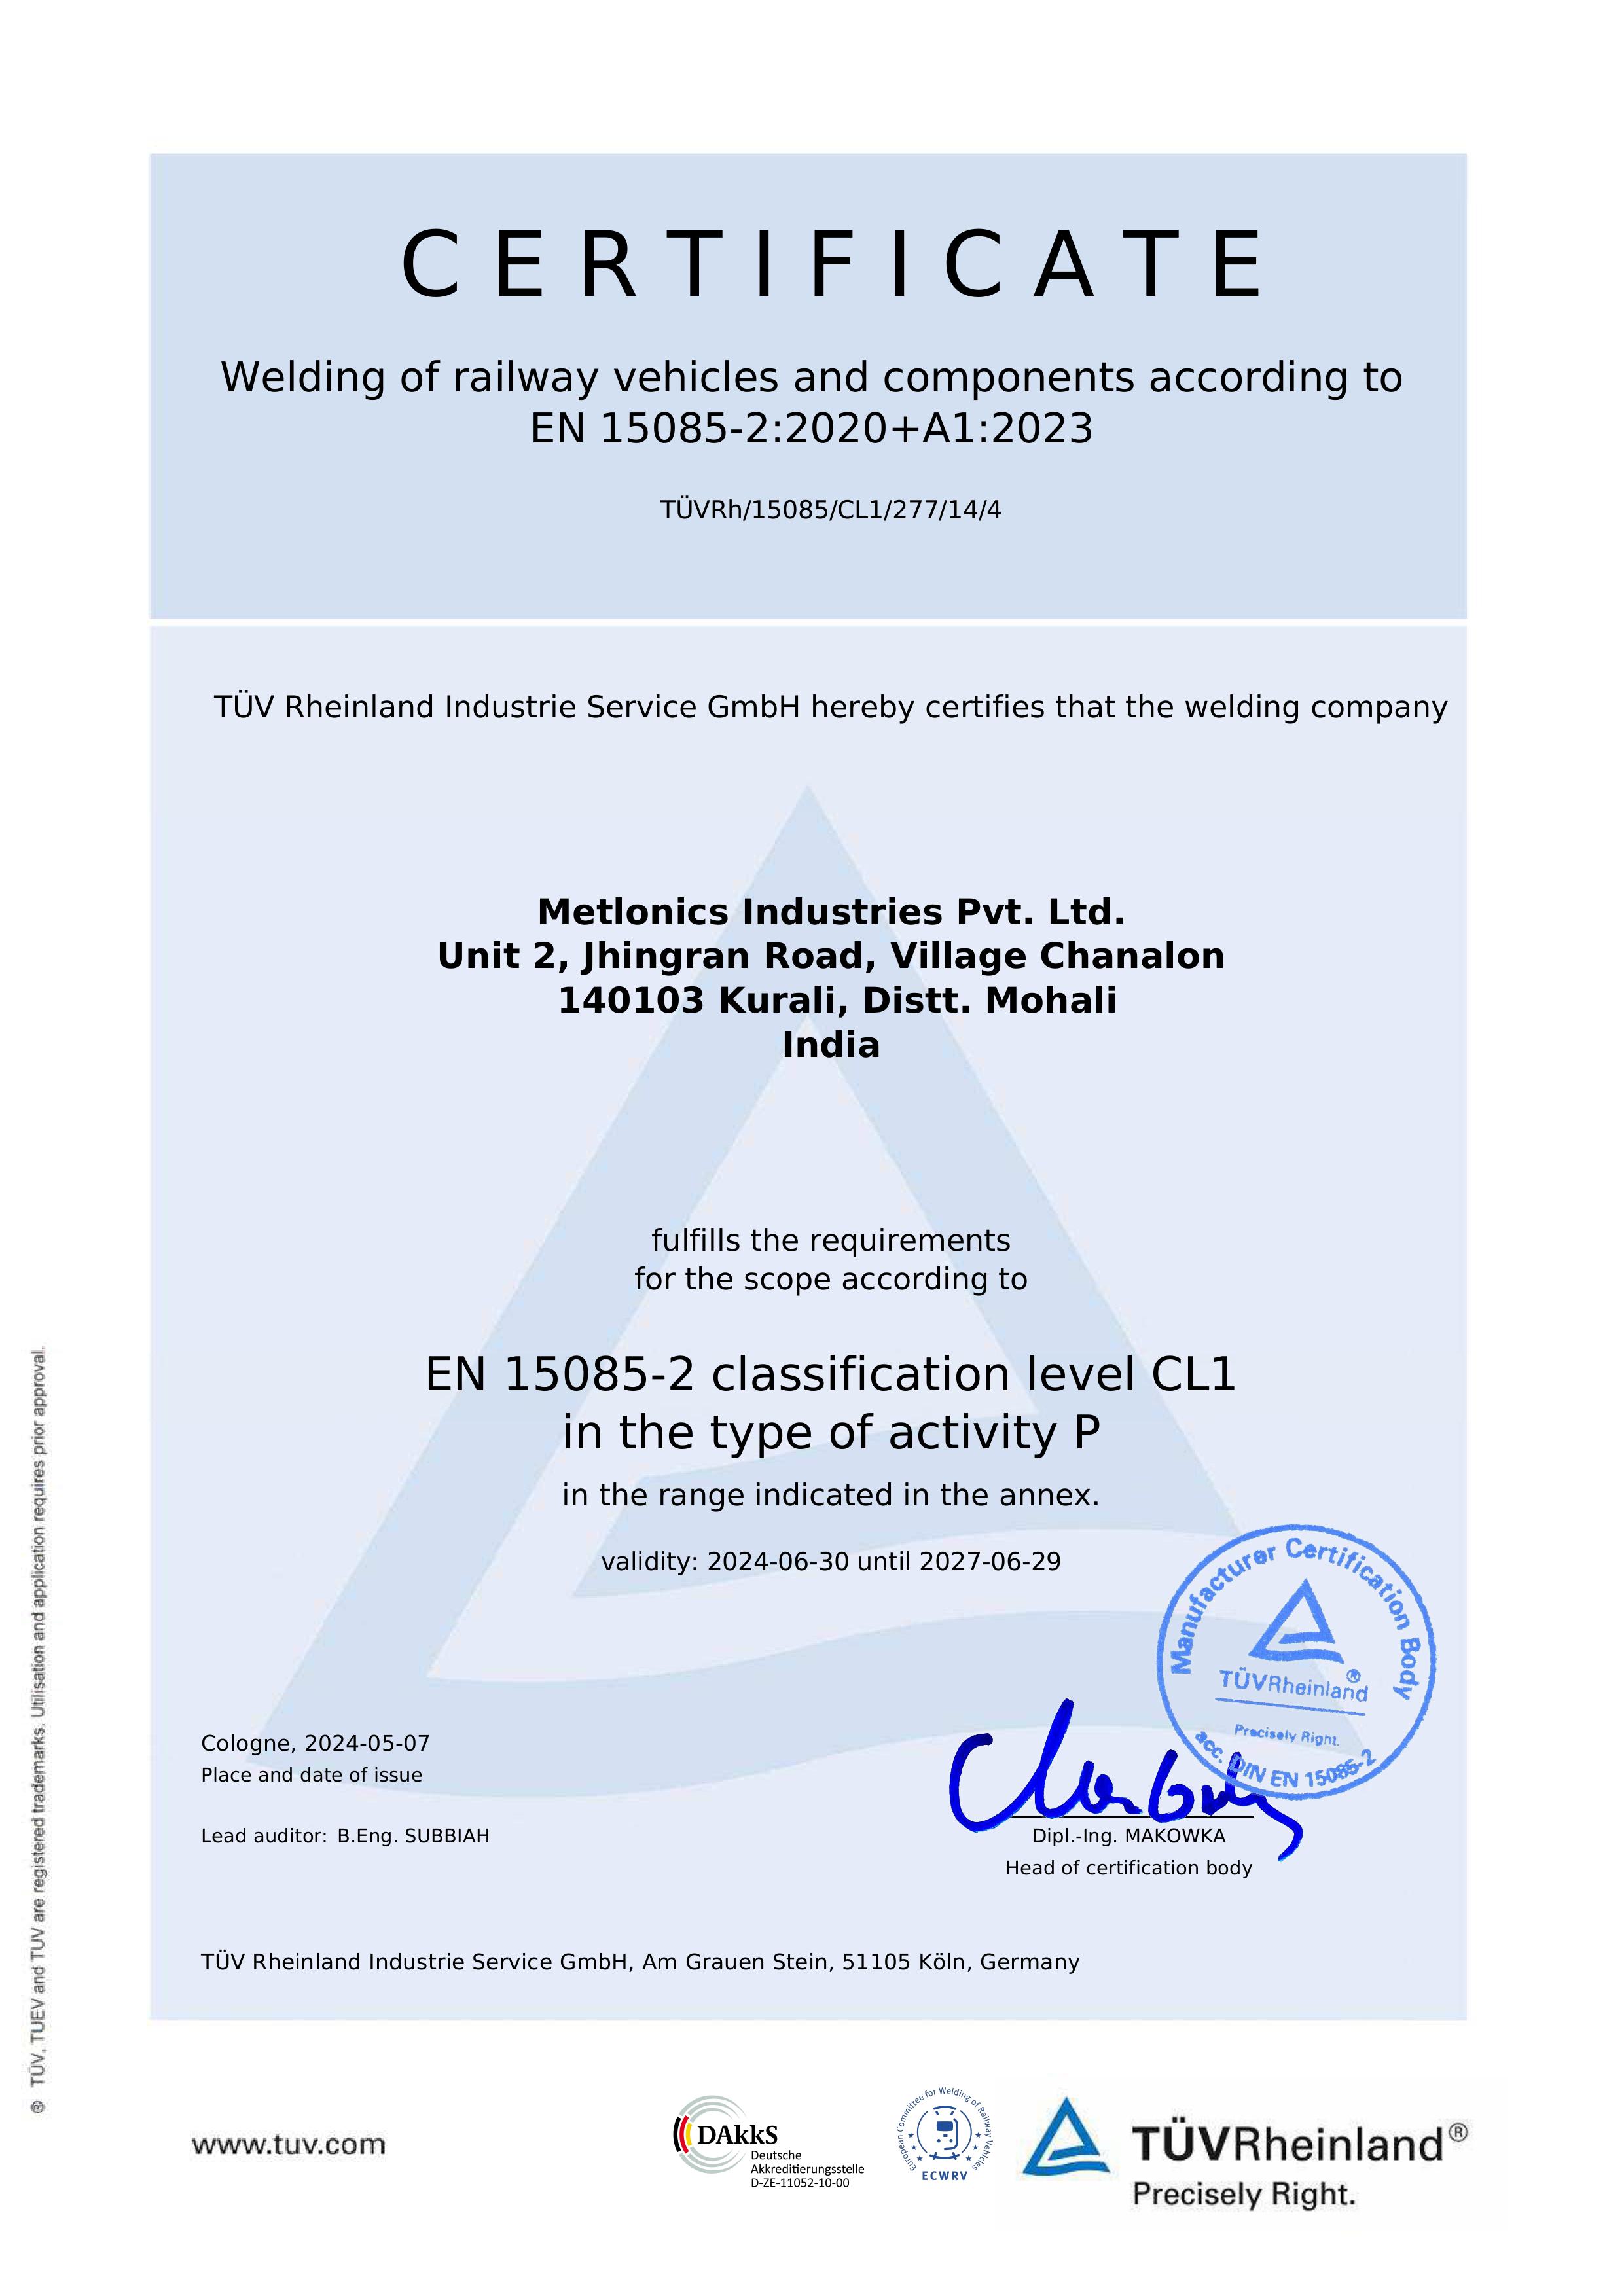 CERTIFICATE
Welding of railway vehicles and components according to
EN 15085-2:2020+A1:2023
TÜVRh/15085/CL1/277/14/4
TÜV Rheinland Industrie Service GmbH hereby certifies that the welding company
Metlonics Industries Pvt. Ltd.
Unit 2, Jhingran Road, Village Chanalon
140103 Kurali, Distt. Mohali
India
fulfills the requirements
for the scope according to
EN 15085-2 classification level CL1
in the type of activity P
in the range indicated in the annex.
validity: 2024-06-30 until 2027-06-29
Manufacturer Certification Body
TÜVRheinland®
Precisely Right.
acc. DIN EN 15085-2
Cologne, 2024-05-07
Place and date of issue
Lead auditor: B.Eng. SUBBIAH
Dipl.-Ing. MAKOWKA
Head of certification body
TÜV Rheinland Industrie Service GmbH, Am Grauen Stein, 51105 Köln, Germany
® TÜV, TUEV and TUV are registered trademarks. Utilisation and application requires prior approval.
www.tuv.com
DAkkS
Deutsche
Akkreditierungsstelle
D-ZE-11052-10-00
European Committee for Welding of Railway Vehicles
ECWRV
TÜVRheinland®
Precisely Right.